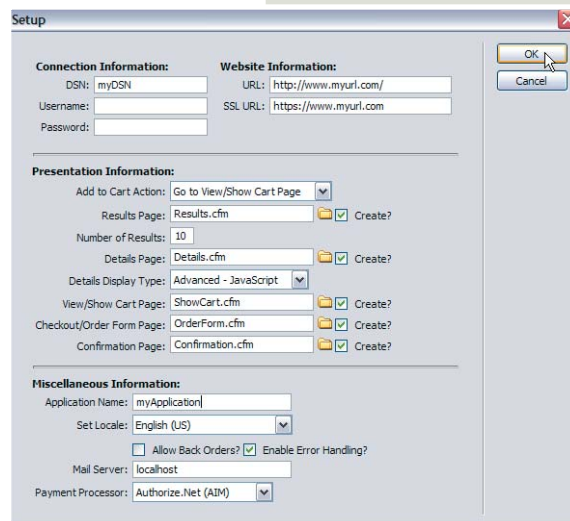 Setup
OK
Cancel
Connection Information: Website Information:
DSN: myDSN URL: http://www.myurl.com/
Username: SSL URL: https://www.myurl.com
Password:
Presentation Information:
Add to Cart Action: Go to View/Show Cart Page
Results Page: Results.cfm Create?
Number of Results: 10
Details Page: Details.cfm Create?
Details Display Type: Advanced - JavaScript
View/Show Cart Page: ShowCart.cfm Create?
Checkout/Order Form Page: OrderForm.cfm Create?
Confirmation Page: Confirmation.cfm Create?
Miscellaneous Information:
Application Name: myApplication
Set Locale: English (US)
Allow Back Orders? Enable Error Handling?
Mail Server: localhost
Payment Processor: Authorize.Net (AIM)